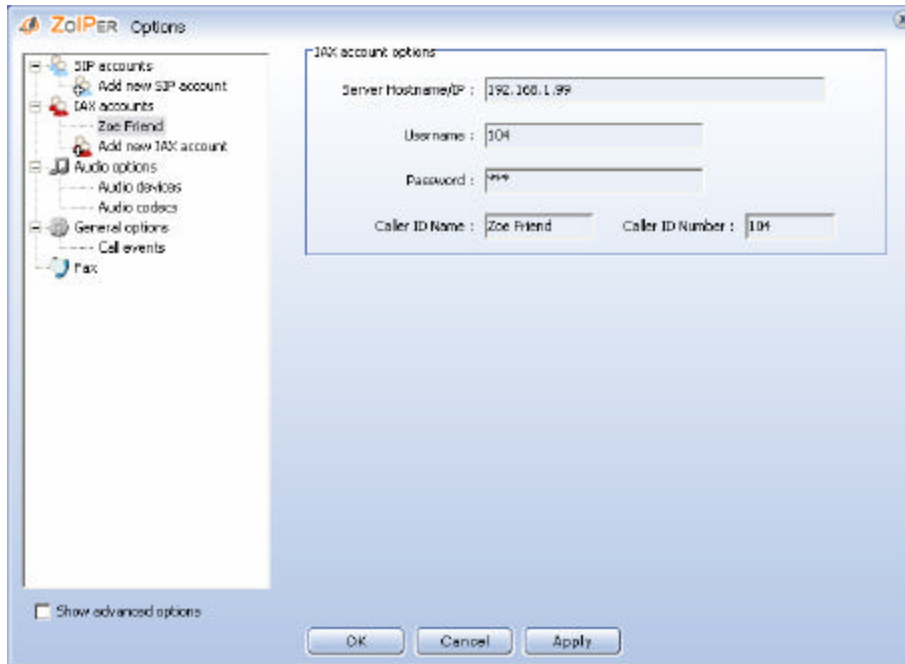 ZOIPER Options
SIP accounts
Add new SIP account
IAX accounts
Zoe Friend
Add new IAX account
Audio options
Audio devices
Audio codecs
General options
Call events
Fax
Show advanced options
IAX account options
Server Hostname/IP : 192.168.1.99
Username : 104
Password : ***
Caller ID Name : Zoe Friend Caller ID Number : 104
OK Cancel Apply